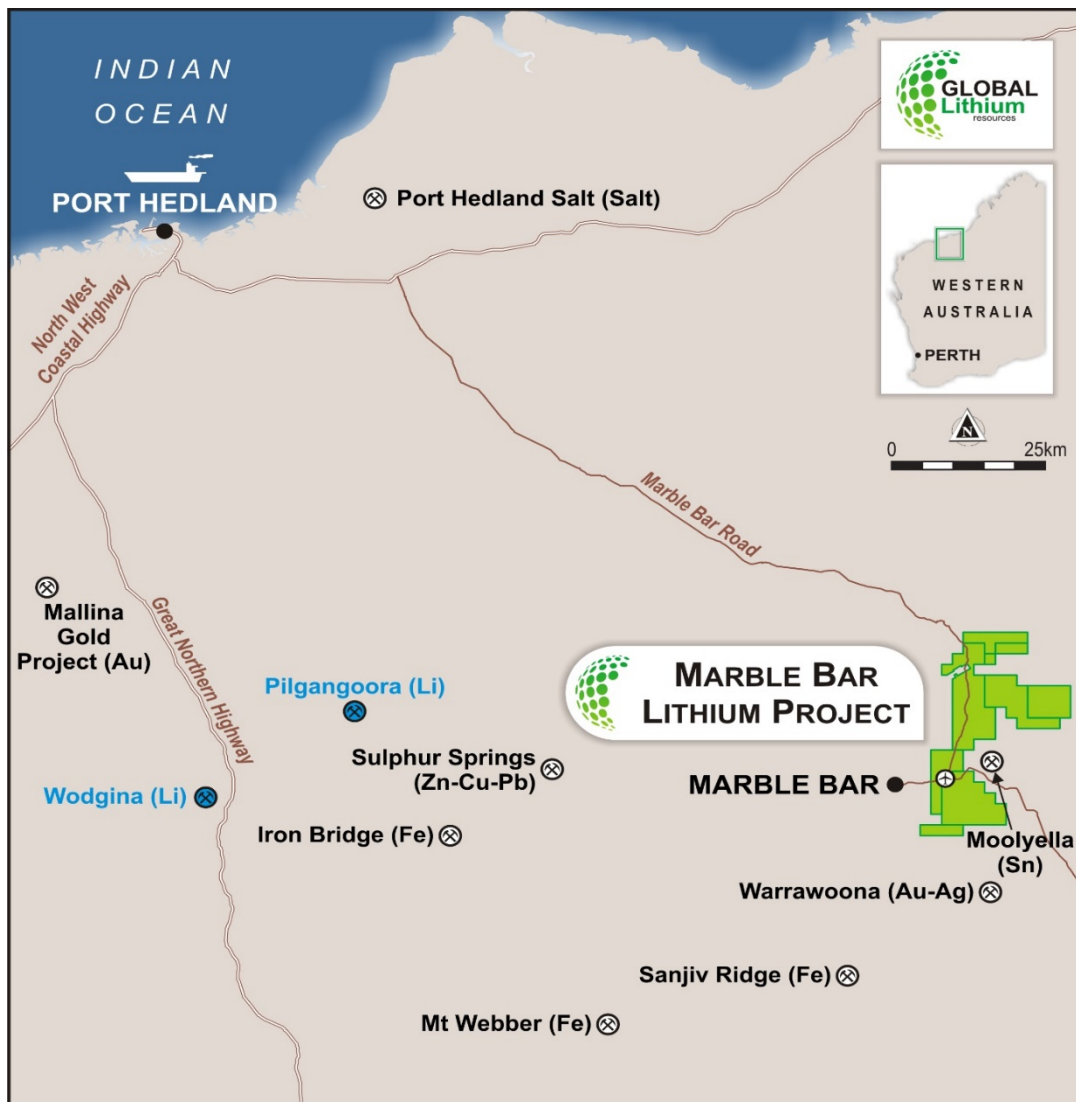 INDIAN
OCEAN
PORT HEDLAND
Port Hedland Salt (Salt)
GLOBAL
Lithium
resources
WESTERN
AUSTRALIA
PERTH
N
0 25km
North West
Coastal Highway
Marble Bar Road
Great Northern Highway
Mallina
Gold
Project (Au)
Pilgangoora (Li)
MARBLE BAR
LITHIUM PROJECT
Sulphur Springs
(Zn-Cu-Pb)
MARBLE BAR
Wodgina (Li)
Iron Bridge (Fe)
Moolyella
(Sn)
Warrawoona (Au-Ag)
Sanjiv Ridge (Fe)
Mt Webber (Fe)